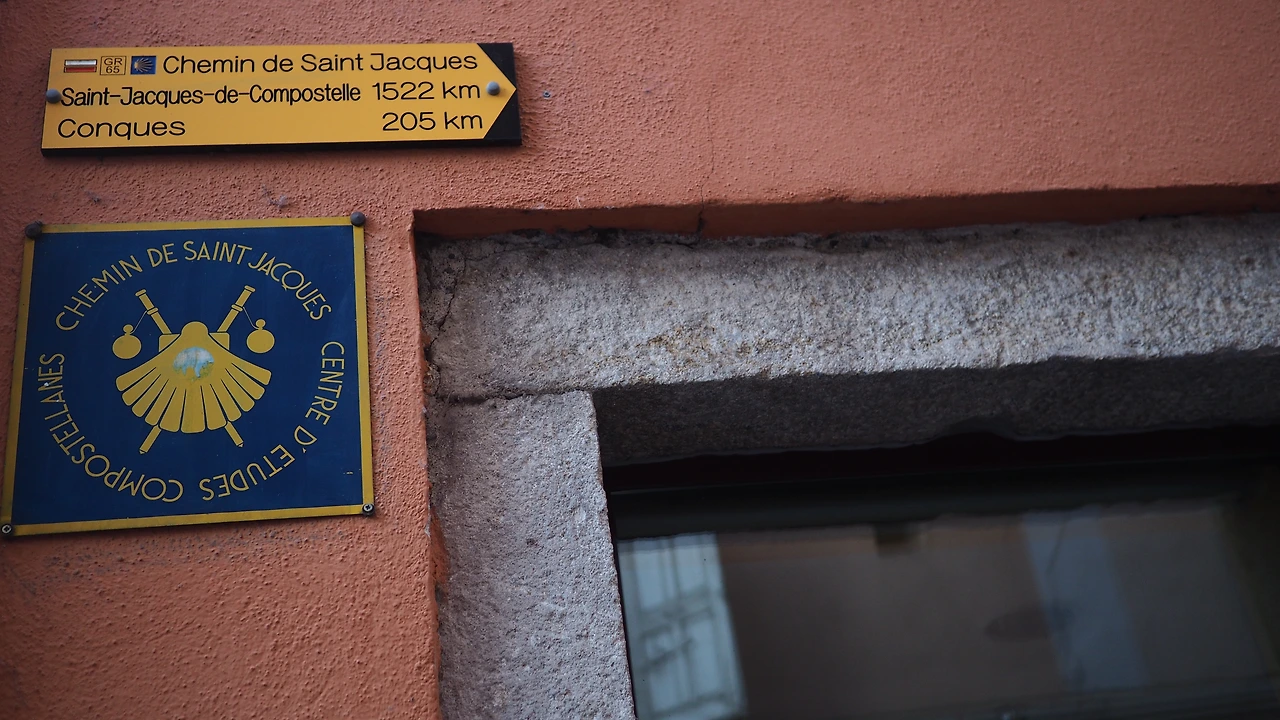 GR
65
Chemin de Saint Jacques
Saint-Jacques-de-Compostelle 1522 km
Conques 205 km
CHEMIN DE SAINT JACQUES
CENTRE D'ETUDES COMPOSTELLANES